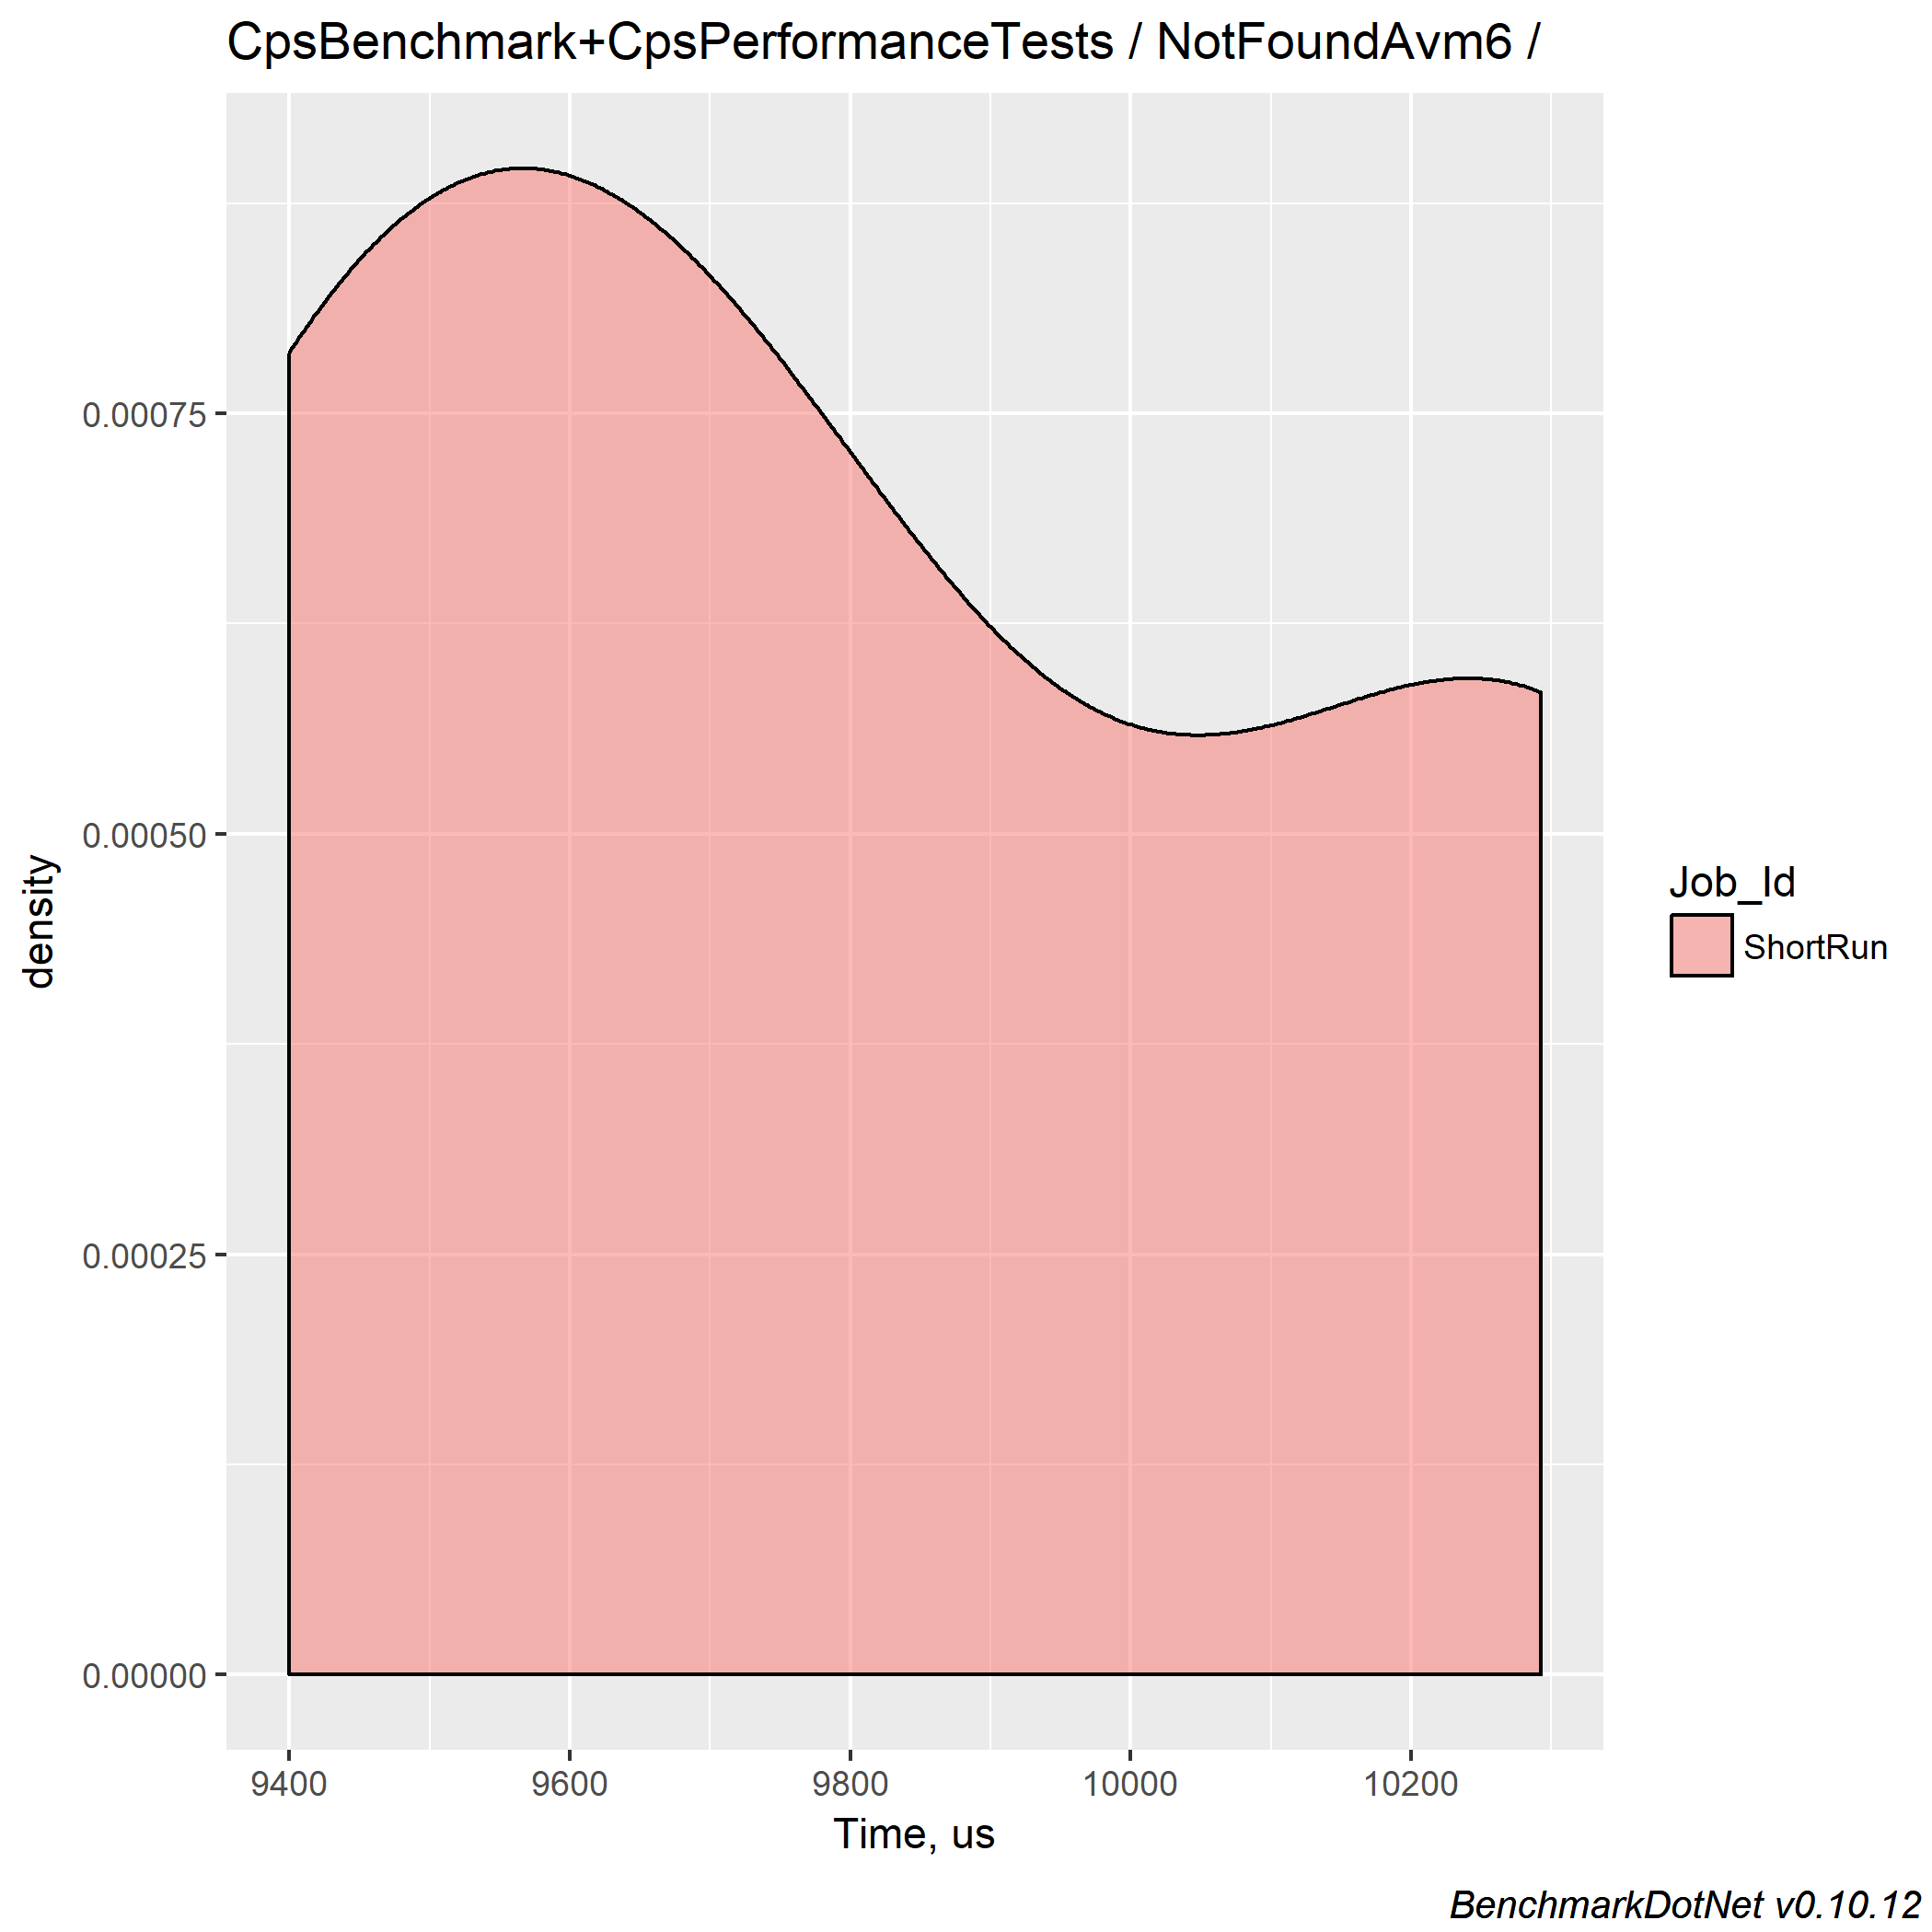 CpsBenchmark+CpsPerformanceTests / NotFoundAvm6 /
density
0.00075
0.00050
0.00025
0.00000
9400 9600 9800 10000 10200
Time, us
Job_Id
ShortRun
BenchmarkDotNet v0.10.12